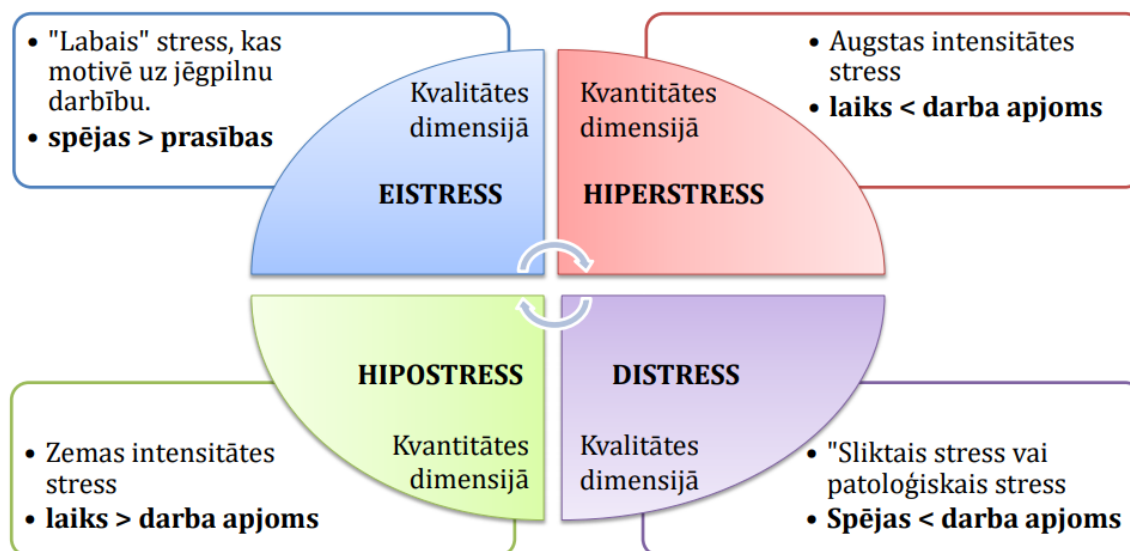 • "Labais" stress, kas
motivē uz jēgpilnu
darbību.
• spējas > prasības
Kvalitātes
dimensijā
EISTRESS
Kvantitātes
dimensijā
HIPERSTRESS
• Augstas intensitātes
stress
• laiks < darba apjoms
HIPOSTRESS
Kvantitātes
dimensijā
• Zemas intensitātes
stress
• laiks > darba apjoms
DISTRESS
Kvalitātes
dimensijā
• "Sliktais stress vai
patoloģiskais stress
• Spējas < darba apjoms